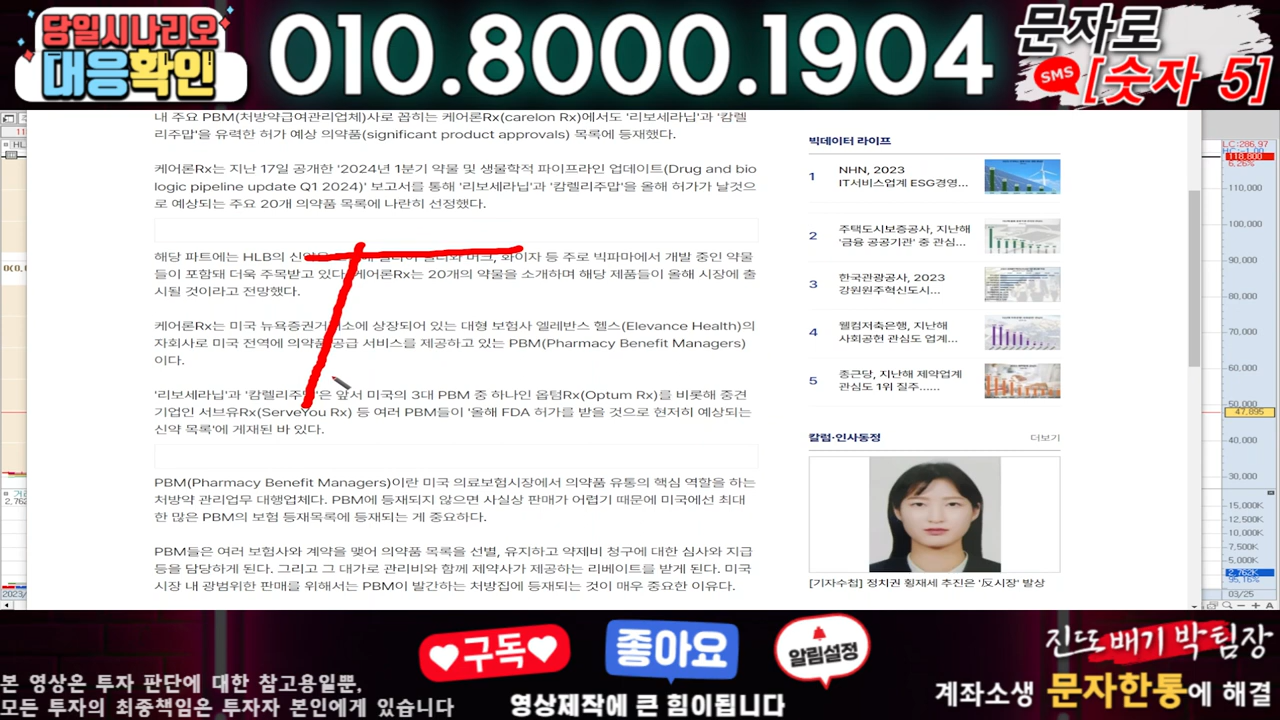 당일시나리오
대응확인
010.8000.1904
문자로
SMS
[숫자 5]
내 주요 PBM(처방약급여관리업체)사로 꼽히는 케어론Rx(carelon Rx)에서도 '리보세라닙'과 '캄렐
리주맙'을 유력한 허가 예상 의약품(significant product approvals) 목록에 등재했다.
케어론Rx는 지난 17일 공개한 '2024년 1분기 약물 및 생물학적 파이프라인 업데이트(Drug and bio
logic pipeline update Q1 2024)' 보고서를 통해 '리보세라닙'과 '캄렐리주맙'을 올해 허가가 날것으
로 예상되는 주요 20개 의약품 목록에 나란히 선정했다.
해당 파트에는 HLB의 머크, 화이자 등 주로 빅파마에서 개발 중인 약물
들이 포함돼 더욱 주목받고 있다. 케어론Rx는 20개의 약물을 소개하며 해당 제품들이 올해 시장에 출
시될 것이라고 전망했다.
케어론Rx는 미국 뉴욕증권거래소에 상장되어 있는 대형 보험사 엘레반스 헬스(Elevance Health)의
자회사로 미국 전역에 의약품 공급 서비스를 제공하고 있는 PBM(Pharmacy Benefit Managers)
이다.
'리보세라닙'과 '캄렐리주맙'은 앞서 미국의 3대 PBM 중 하나인 옵텀Rx(Optum Rx)를 비롯해 중견
기업인 서브유Rx(ServeYou Rx) 등 여러 PBM들이 '올해 FDA 허가를 받을 것으로 현저히 예상되는
신약 목록'에 게재된 바 있다.
PBM(Pharmacy Benefit Managers)이란 미국 의료보험시장에서 의약품 유통의 핵심 역할을 하는
처방약 관리업무 대행업체다. PBM에 등재되지 않으면 사실상 판매가 어렵기 때문에 미국에선 최대
한 많은 PBM의 보험 등재목록에 등재되는 게 중요하다.
PBM들은 여러 보험사와 계약을 맺어 의약품 목록을 선별, 유지하고 약제비 청구에 대한 심사와 지급
등을 담당하게 된다. 그리고 그 대가로 관리비와 함께 제약사가 제공하는 리베이트를 받게 된다. 미국
시장 내 광범위한 판매를 위해서는 PBM이 발간하는 처방집에 등재되는 것이 매우 중요한 이유다.
빅데이터 라이프
1
NHN, 2023
IT서비스업계 ESG경영...
2
주택도시보증공사, 지난해
'금융 공공기관' 중 관심...
3
한국관광공사, 2023
강원원주혁신도시...
4
웰컴저축은행, 지난해
사회공헌 관심도 업계...
5
종근당, 지난해 제약업계
관심도 1위 질주......
칼럼·인사동정
더보기
[기자수첩] 정치권 횡재세 추진은 '反시장' 발상
LC:286.97
118,800
6.26%
110,000
100,000
90,000
80,000
70,000
60,000
50,000
47,895
40,000
30,000
15,000K
12,500K
10,000K
7,500K
5,000K
95.16%
03/25
구독
좋아요
알림설정
영상제작에 큰 힘이됩니다
본 영상은 투자 판단에 대한 참고용일뿐,
모든 투자의 최종책임은 투자자 본인에게 있습니다
진또배기 박팀장
계좌소생 문자한통에 해결